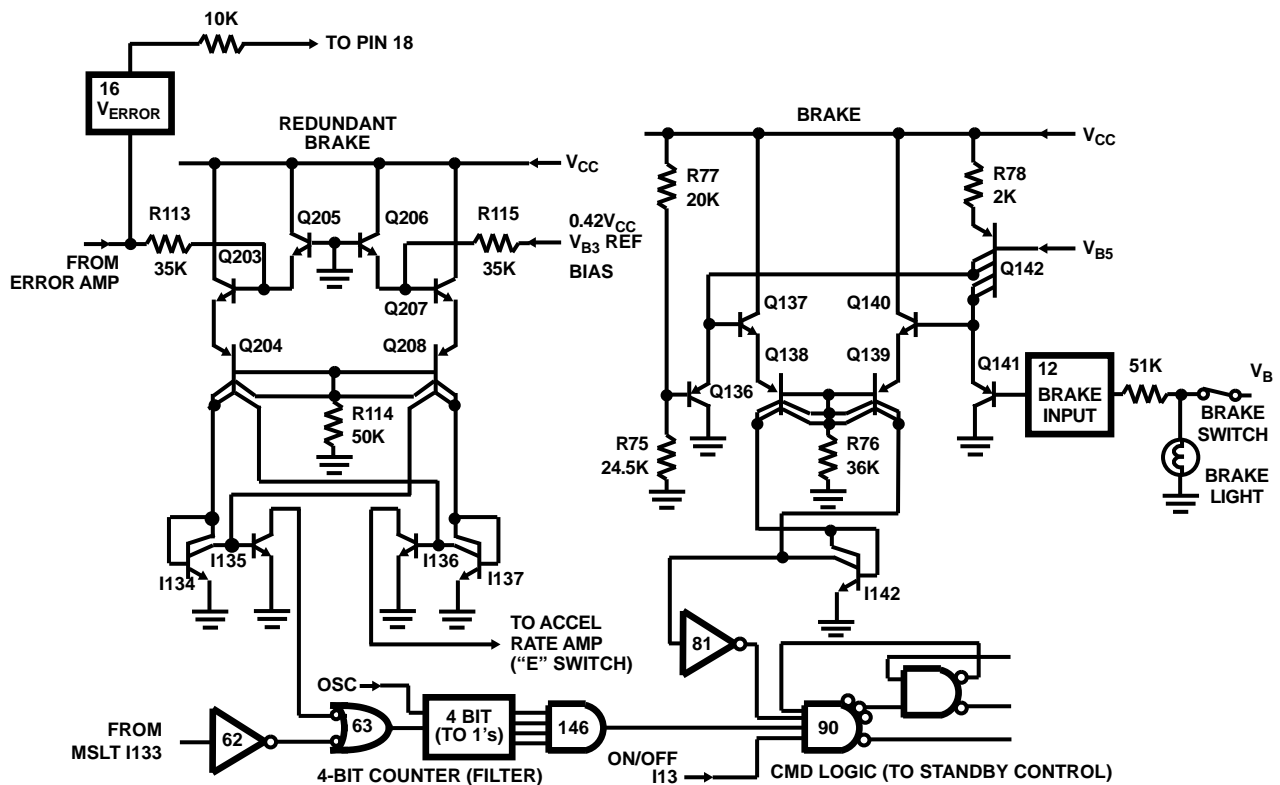 10K
TO PIN 18
16
VERROR
REDUNDANT
BRAKE
VCC
R113
35K
Q203
FROM
ERROR AMP
Q205
Q206
R115
35K
0.42VCC
VB3 REF
BIAS
Q207
Q204
Q208
R114
50K
I134
I135
I136
I137
TO ACCEL
RATE AMP
(“E” SWITCH)
BRAKE
VCC
R77
20K
R78
2K
VB5
Q142
Q137
Q140
Q138
Q139
Q136
Q141
12
BRAKE
INPUT
51K
VB
BRAKE
SWITCH
BRAKE
LIGHT
R75
24.5K
R76
36K
I142
81
OSC
FROM
MSLT I133
62
63
4 BIT
(TO 1's)
146
4-BIT COUNTER (FILTER)
ON/OFF
I13
90
CMD LOGIC (TO STANDBY CONTROL)